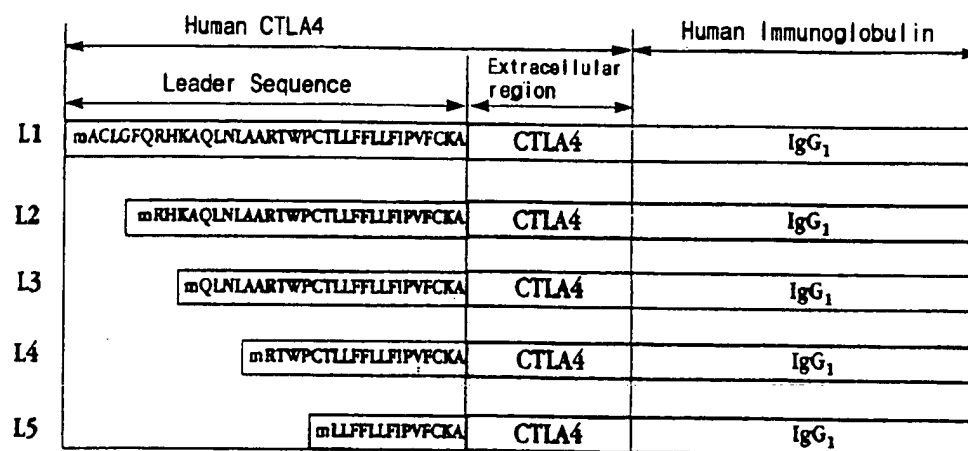 Human CTLA4 Human Immunoglobulin
Leader Sequence Extracellular region
L1 mACLGFQRHKAQLNLAARTWPCTLLFFLLFIPVFCKA CTLA4 IgG1
L2 mRHKAQLNLAARTWPCTLLFFLLFIPVFCKA CTLA4 IgG1
L3 mQLNLAARTWPCTLLFFLLFIPVFCKA CTLA4 IgG1
L4 mRTWPCTLLFFLLFIPVFCKA CTLA4 IgG1
L5 mLLFFLLFIPVFCKA CTLA4 IgG1